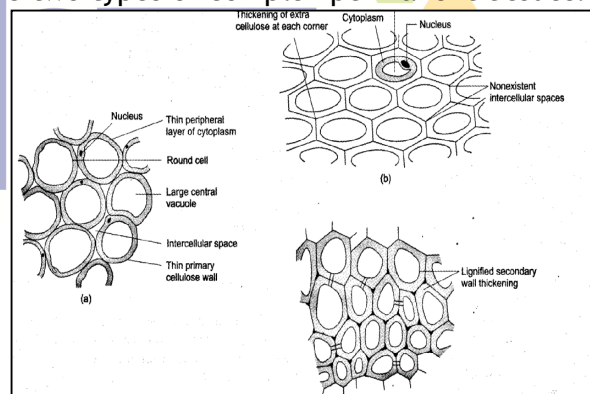 Thickening of extra
cellulose at each corner
Cytoplasm
Nucleus
Nonexistent
intercellular spaces
(b)
Nucleus
Thin peripheral
layer of cytoplasm
Round cell
Large central
vacuole
Intercellular space
Thin primary
cellulose wall
(a)
Lignified secondary
wall thickening